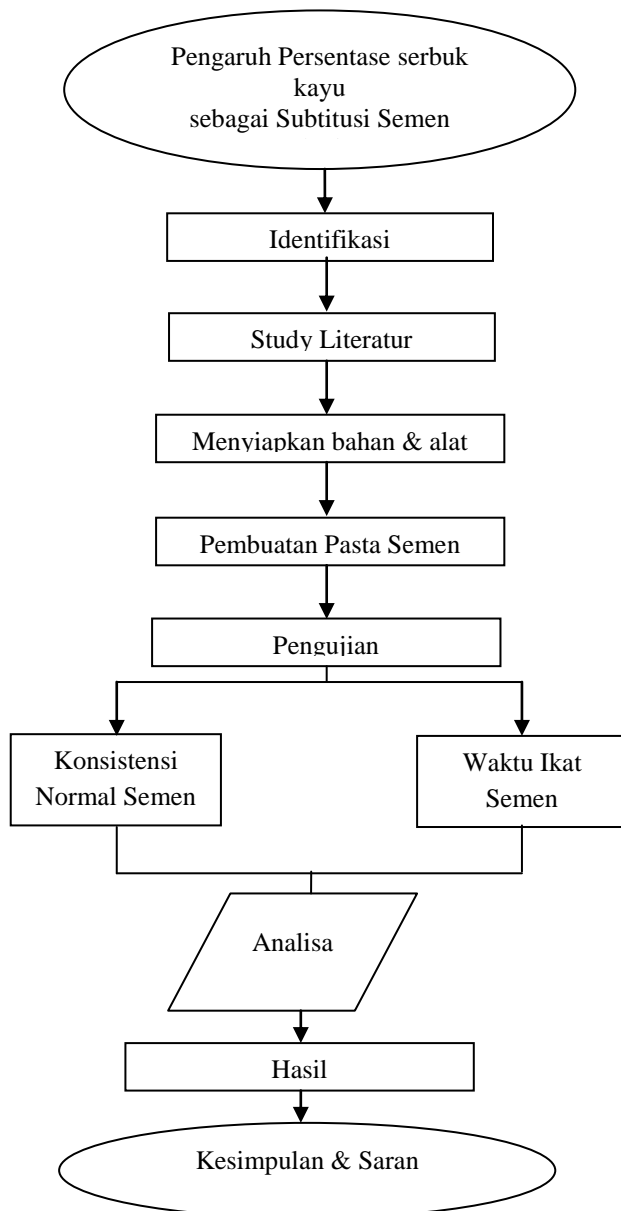 Pengaruh Persentase serbuk
kayu
sebagai Subtitusi Semen
Identifikasi
Study Literatur
Menyiapkan bahan & alat
Pembuatan Pasta Semen
Pengujian
Konsistensi
Normal Semen
Waktu Ikat
Semen
Analisa
Hasil
Kesimpulan & Saran